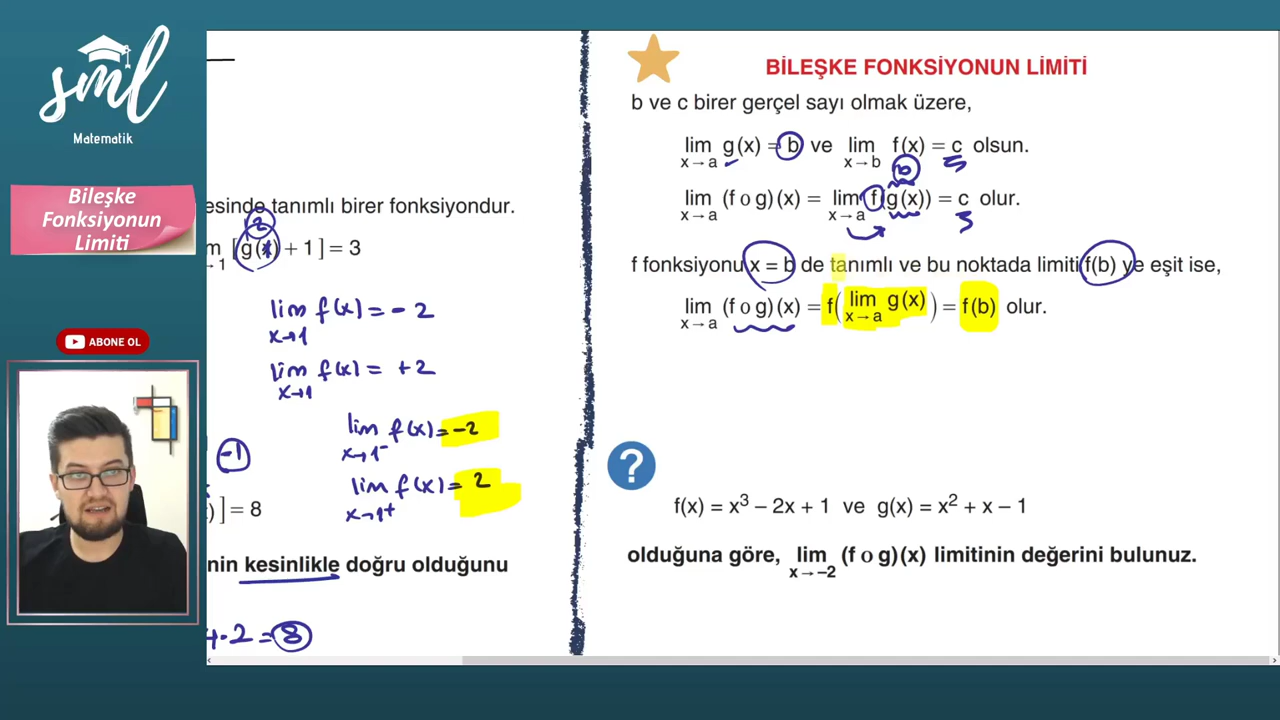 sml
Matematik
Bileşke
Fonksiyonun
Limiti
ABONE OL
esinde tanımlı birer fonksiyondur.
2
[g(x) + 1] = 3
lim f(x) = -2
x→1
lim f(x) = +2
x→1
lim f(x) = -2
x→1⁻
lim f(x) = 2
x→1⁺
-1
] = 8
nin kesinlikle doğru olduğunu
4·2 = 8
BİLEŞKE FONKSİYONUN LİMİTİ
b ve c birer gerçel sayı olmak üzere,
lim g(x) = b ve lim f(x) = c olsun.
x→a x→b
b
lim (f o g)(x) = lim f(g(x)) = c olur.
x→a x→a
f fonksiyonu x = b de tanımlı ve bu noktada limiti f(b) ye eşit ise,
lim (f o g)(x) = f( lim g(x) ) = f(b) olur.
x→a x→a
?
f(x) = x³ − 2x + 1 ve g(x) = x² + x − 1
olduğuna göre, lim (f o g)(x) limitinin değerini bulunuz.
x→−2